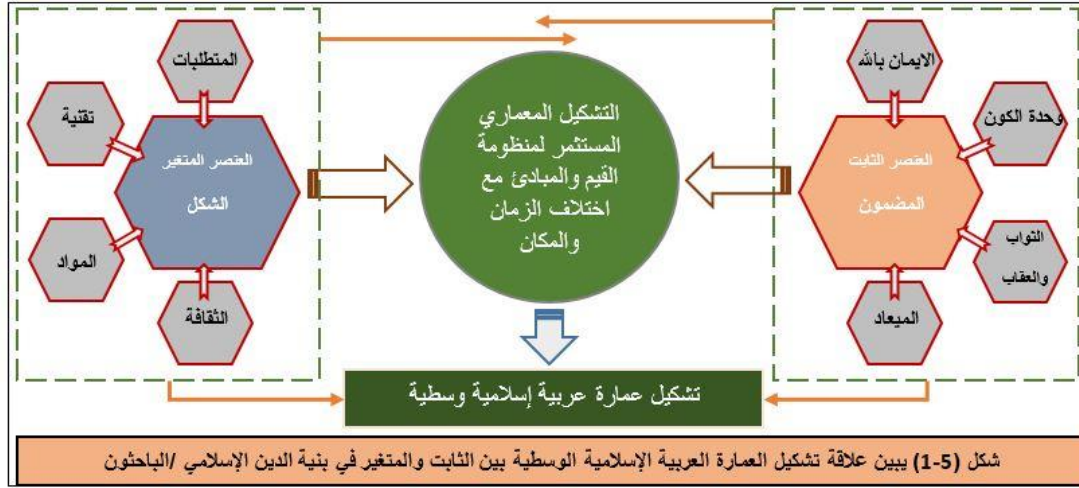 الايمان بالله
وحدة الكون
العنصر الثابت
المضمون
الثواب
والعقاب
الميعاد
التشكيل المعماري
المستثمر لمنظومة
القيم والمبادئ مع
اختلاف الزمان
والمكان
المتطلبات
تقتية
العنصر المتغير
الشكل
المواد
الثقافة
تشكيل عمارة عربية إسلامية وسطية
شكل (5-1) يبين علاقة تشكيل العمارة العربية الإسلامية الوسطية بين الثابت والمتغير في بنية الدين الإسلامي /الباحثون